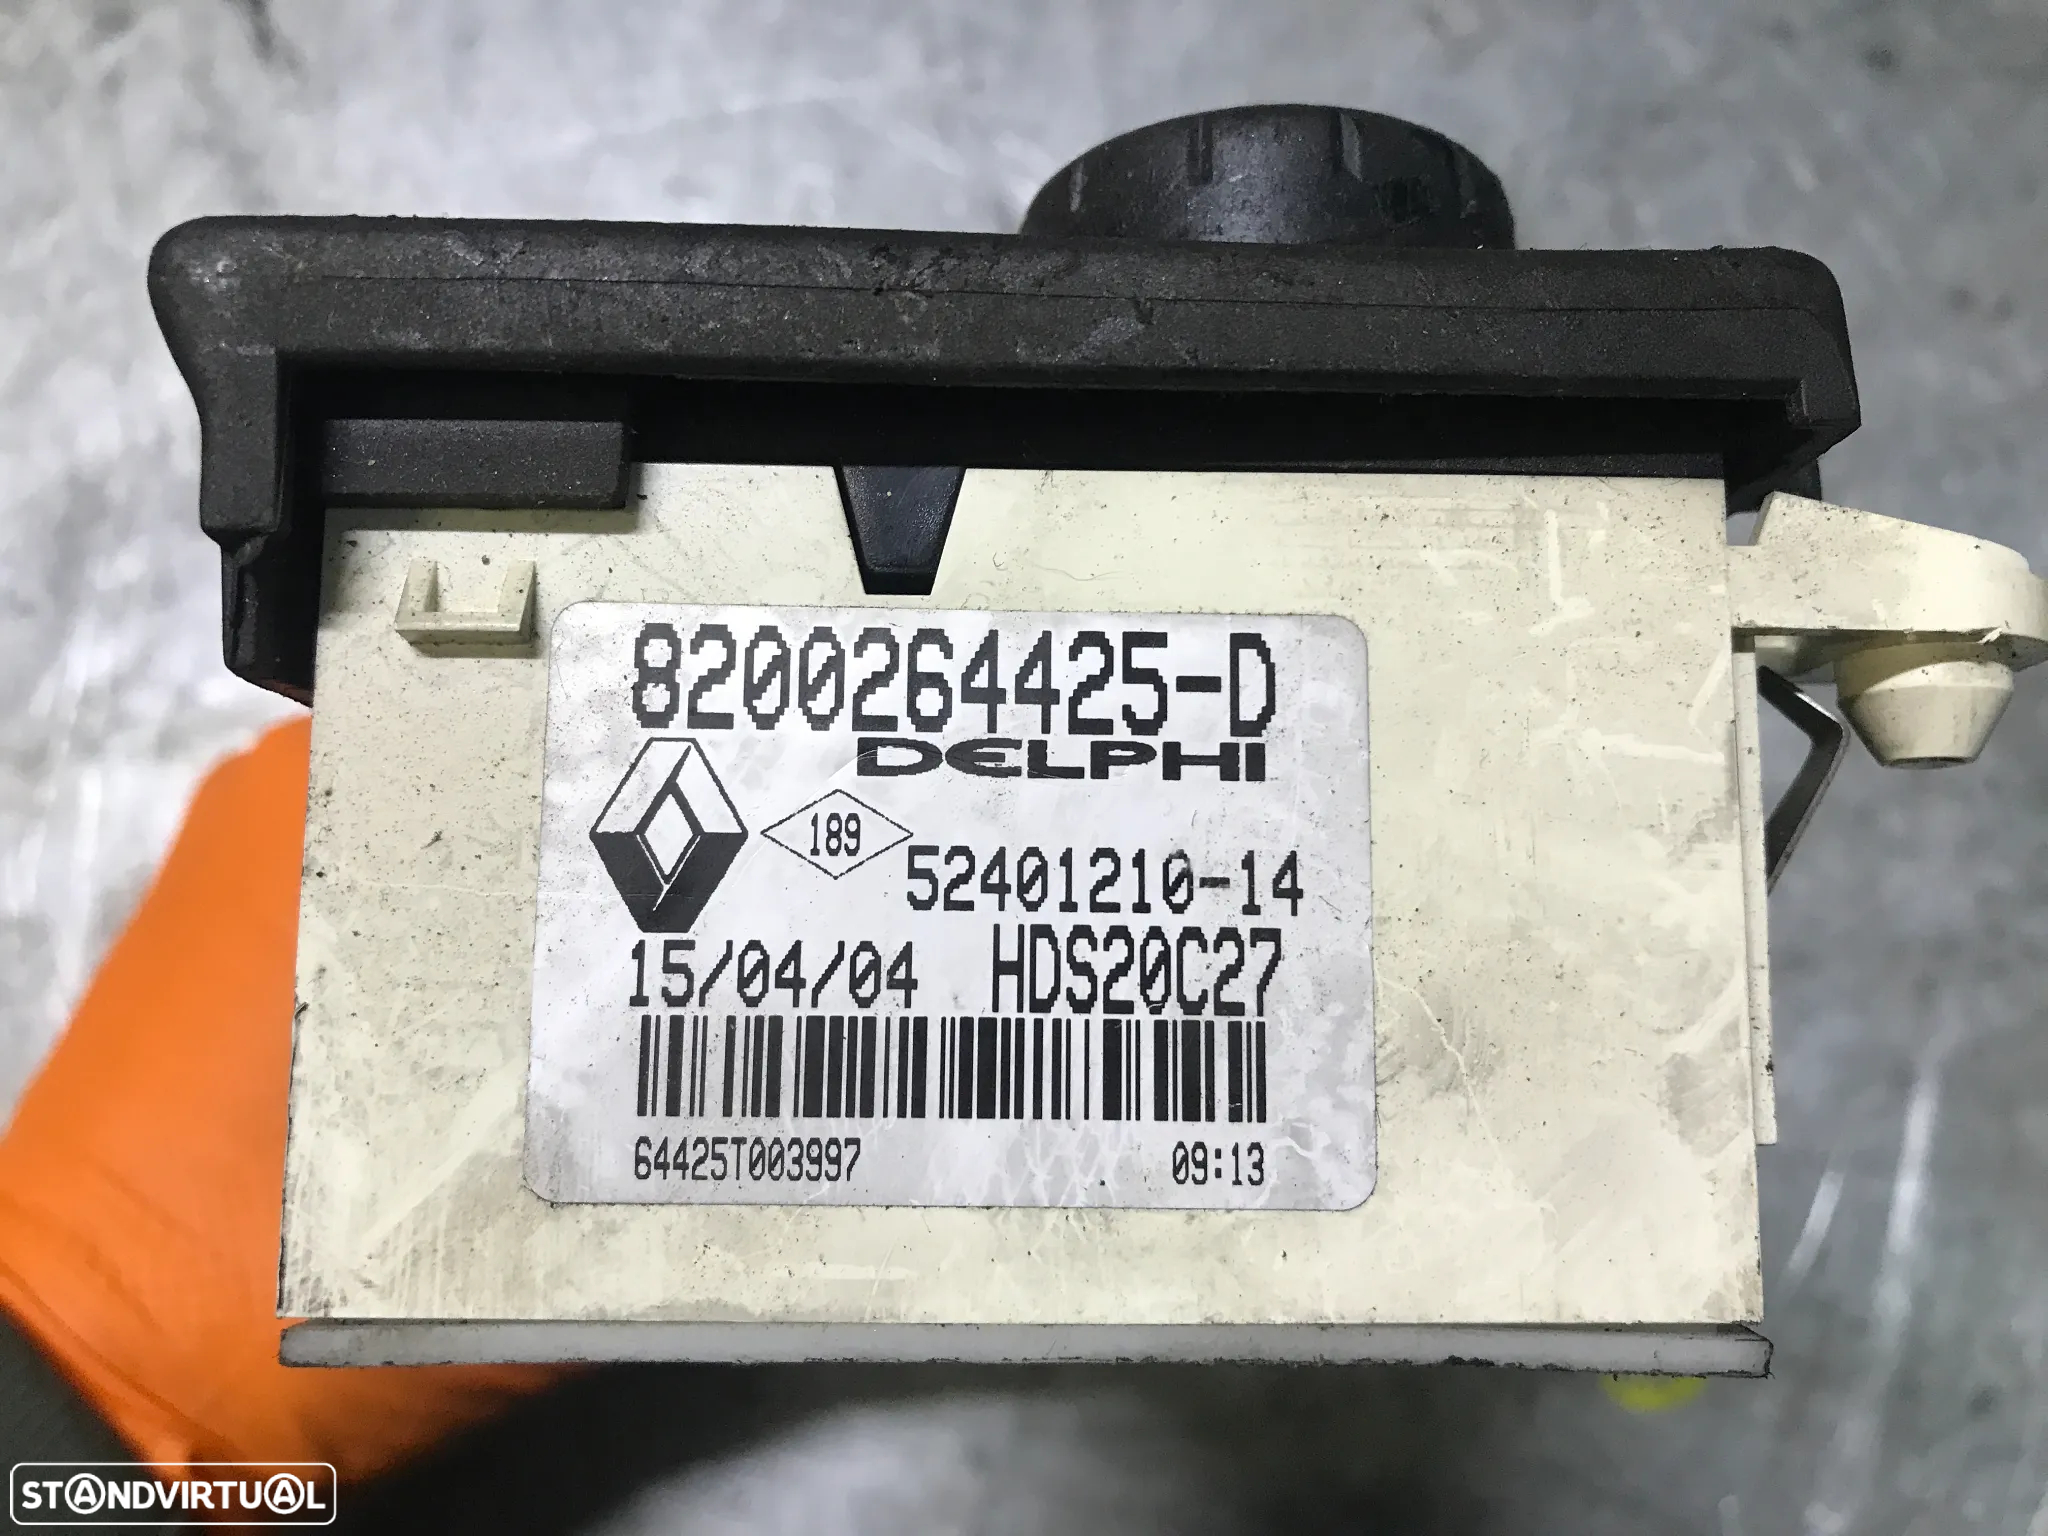 8200264425-D
DELPHI
189
52401210-14
15/04/04 HDS20C27
64425T003997 09:13
STANDVIRTUAL